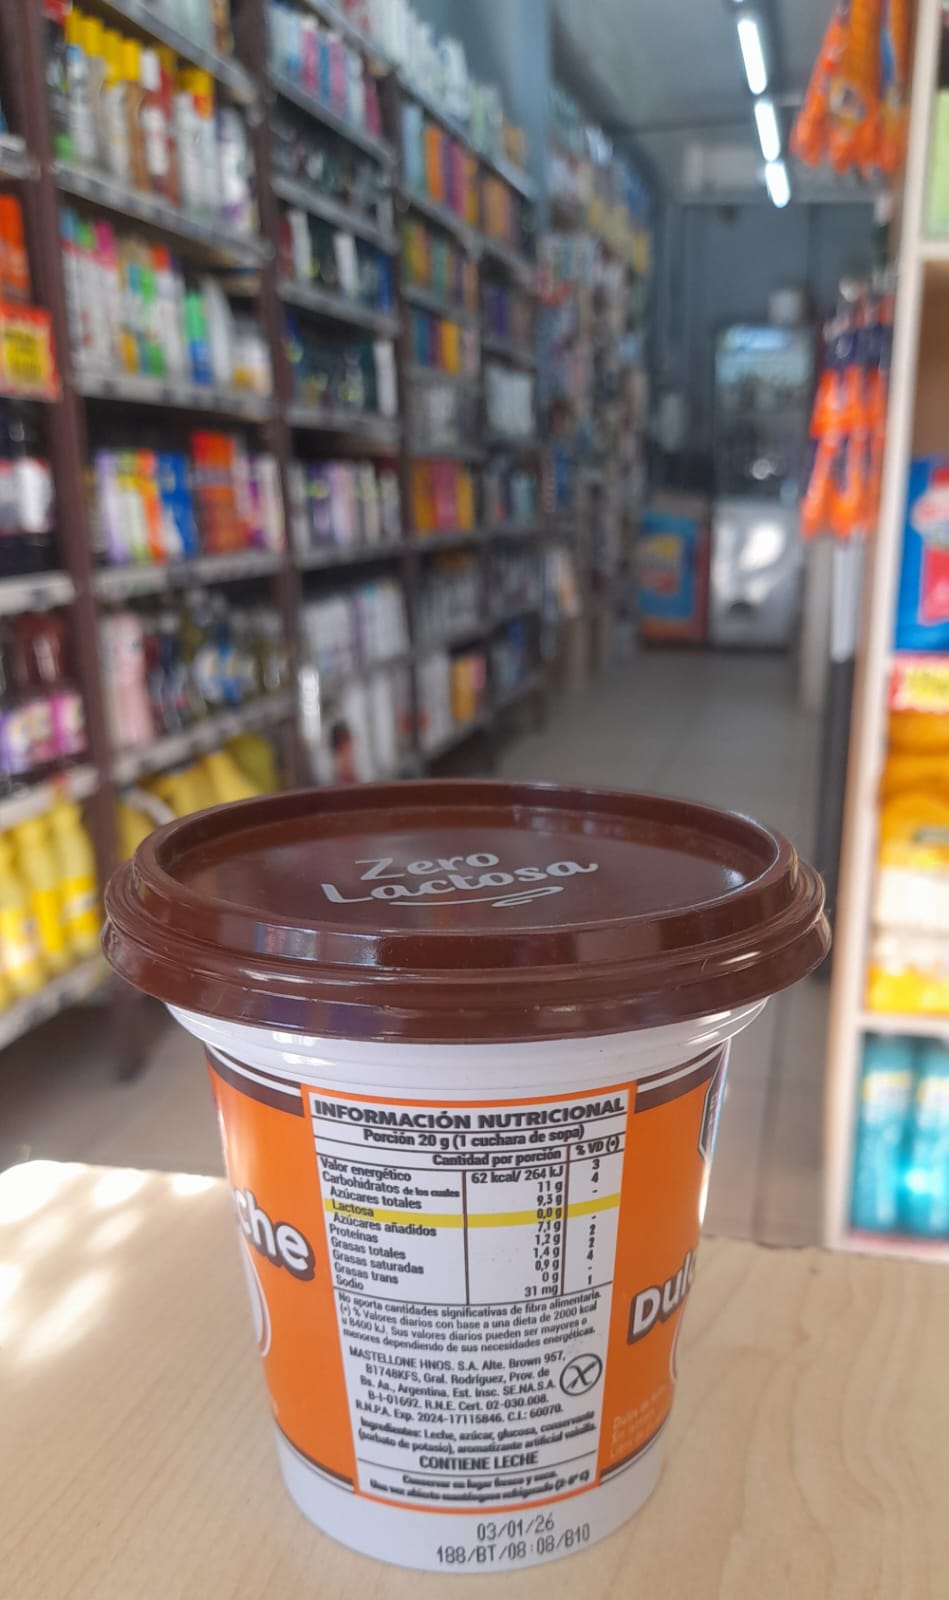 Zero
Lactosa
INFORMACIÓN NUTRICIONAL
Porción 20 g (1 cuchara de sopa)
Cantidad por porción % VD (*)
Valor energético 62 kcal/ 264 kJ 3
Carbohidratos de los cuales 11 g 4
Azúcares totales 9,3 g -
Lactosa 0,0 g
Azúcares añadidos 7,1 g -
Proteínas 1,2 g 2
Grasas totales 1,4 g 2
Grasas saturadas 0,9 g 4
Grasas trans 0 g -
Sodio 31 mg 1
No aporta cantidades significativas de fibra alimentaria.
(*) % Valores diarios con base a una dieta de 2000 kcal
u 8400 kJ. Sus valores diarios pueden ser mayores o
menores dependiendo de sus necesidades energéticas.
MASTELLONE HNOS. S.A. Alte. Brown 957,
B1748KFS, Gral. Rodríguez, Prov. de
Bs. As., Argentina. Est. Insc. SE.NA.S.A.
B-I-01692. R.N.E. Cert. 02-030.008.
R.N.P.A. Exp. 2024-17115846. C.I.: 60070.
Ingredientes: Leche, azúcar, glucosa, conservante
(sorbato de potasio), aromatizante artificial vainilla.
CONTIENE LECHE
Conservar en lugar fresco y seco.
Una vez abierto manténgase refrigerado (2-8°C)
che
Dul
03/01/26
188/BT/08:08/B10